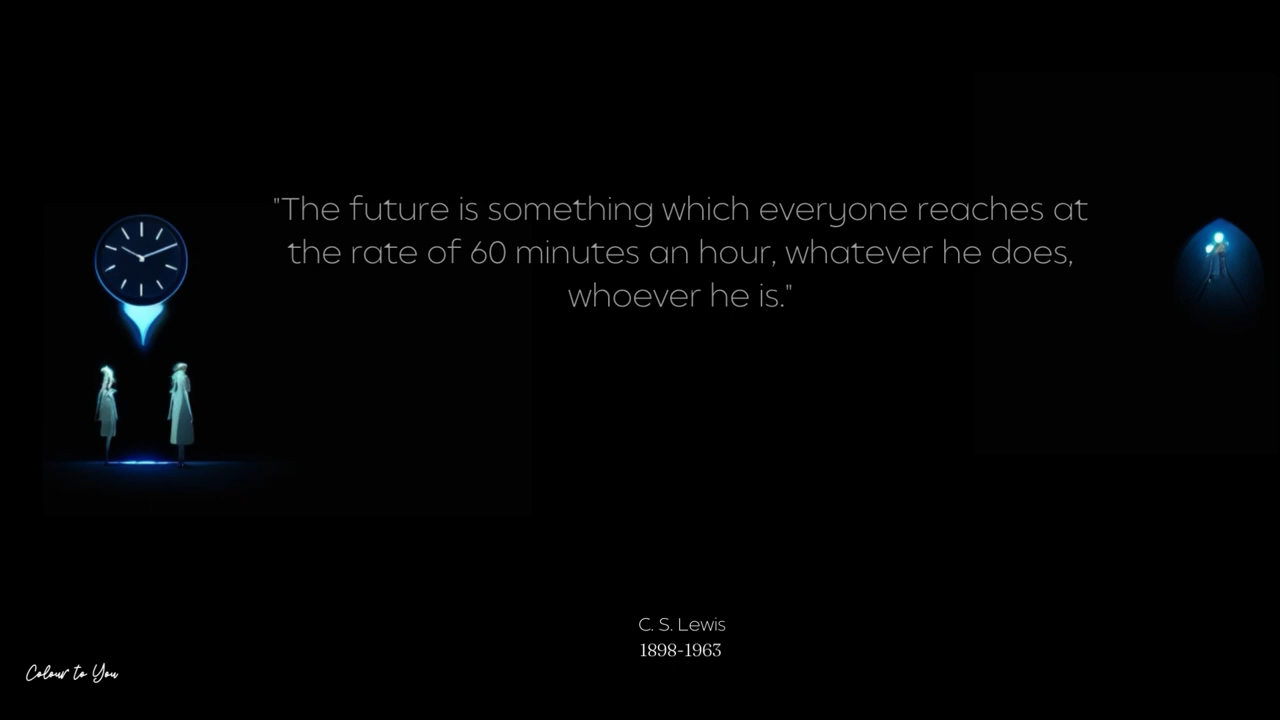 "The future is something which everyone reaches at
the rate of 60 minutes an hour, whatever he does,
whoever he is."
C. S. Lewis
1898-1963
Colour to You